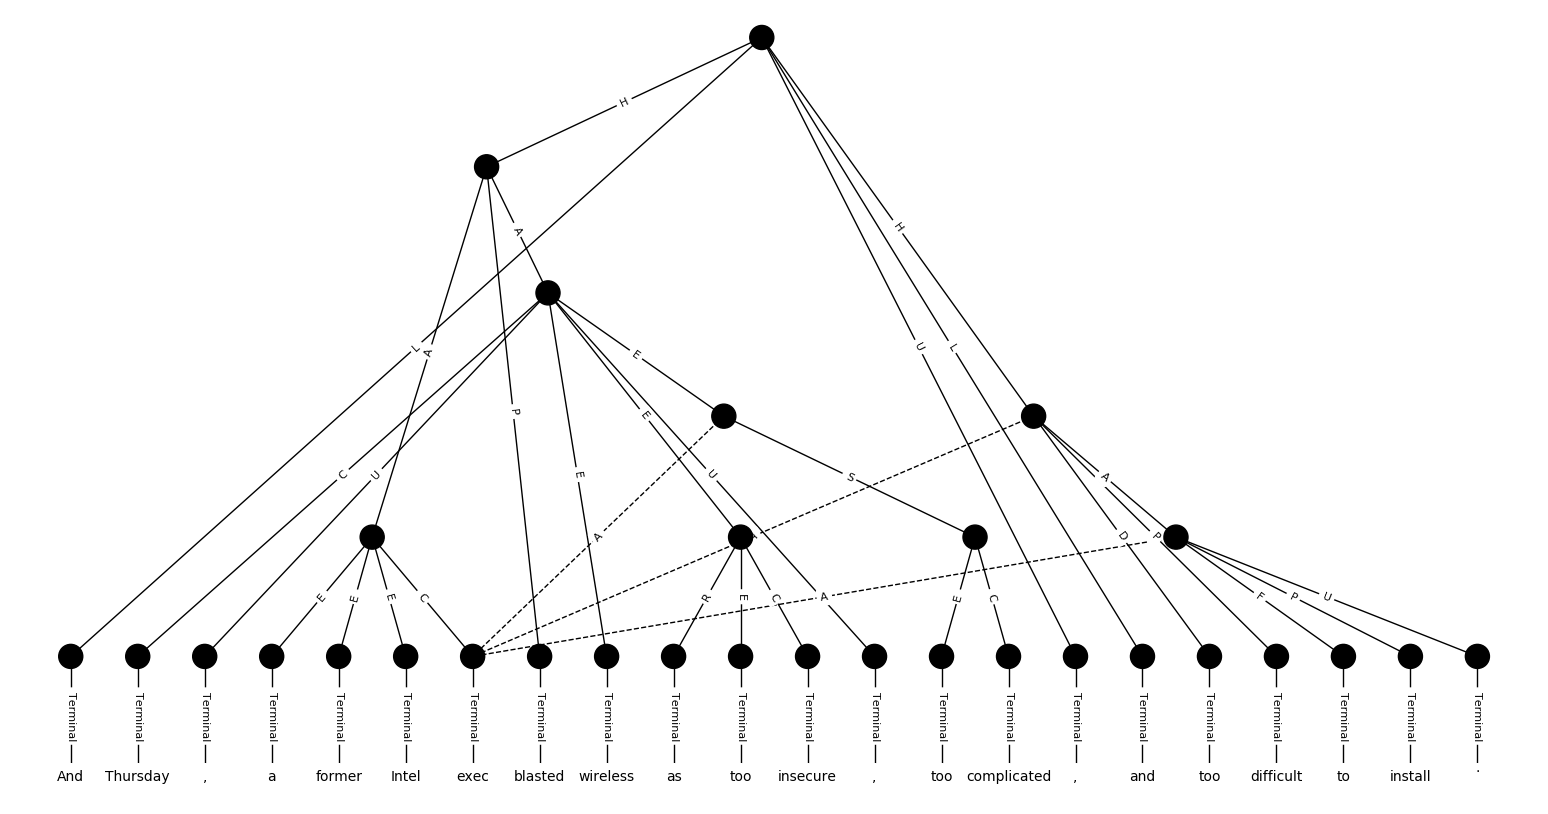 H
H
A
L
A
U
L
E
P
E
C
U
E
U
S
A
A
D
P
E
E
E
C
R
E
C
A
E
C
F
P
U
Terminal Terminal Terminal Terminal Terminal Terminal Terminal Terminal Terminal Terminal Terminal Terminal Terminal Terminal Terminal Terminal Terminal Terminal Terminal Terminal Terminal Terminal
And Thursday , a former Intel exec blasted wireless as too insecure , too complicated , and too difficult to install .